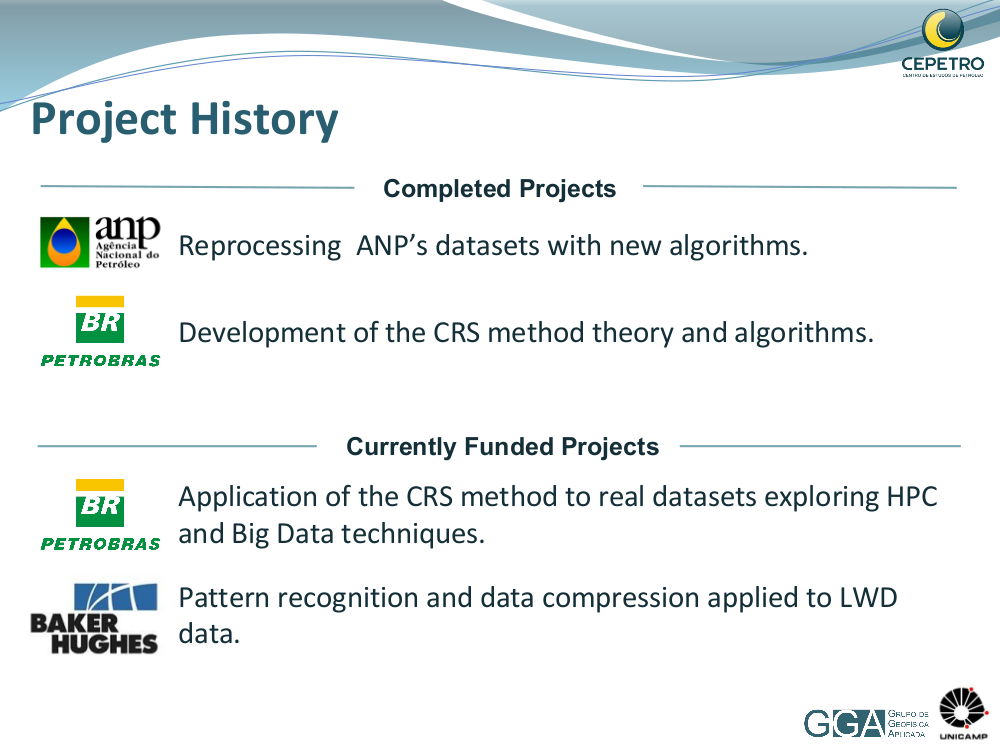 CEPETRO
CENTRO DE ESTUDOS DE PETRÓLEO
Project History
Completed Projects
anp
Agência
Nacional do
Petróleo
Reprocessing  ANP’s datasets with new algorithms.
BR
PETROBRAS
Development of the CRS method theory and algorithms.
Currently Funded Projects
BR
PETROBRAS
Application of the CRS method to real datasets exploring HPC
and Big Data techniques.
BAKER
HUGHES
Pattern recognition and data compression applied to LWD
data.
GGA
GRUPO DE
GEOFÍSICA
APLICADA
UNICAMP